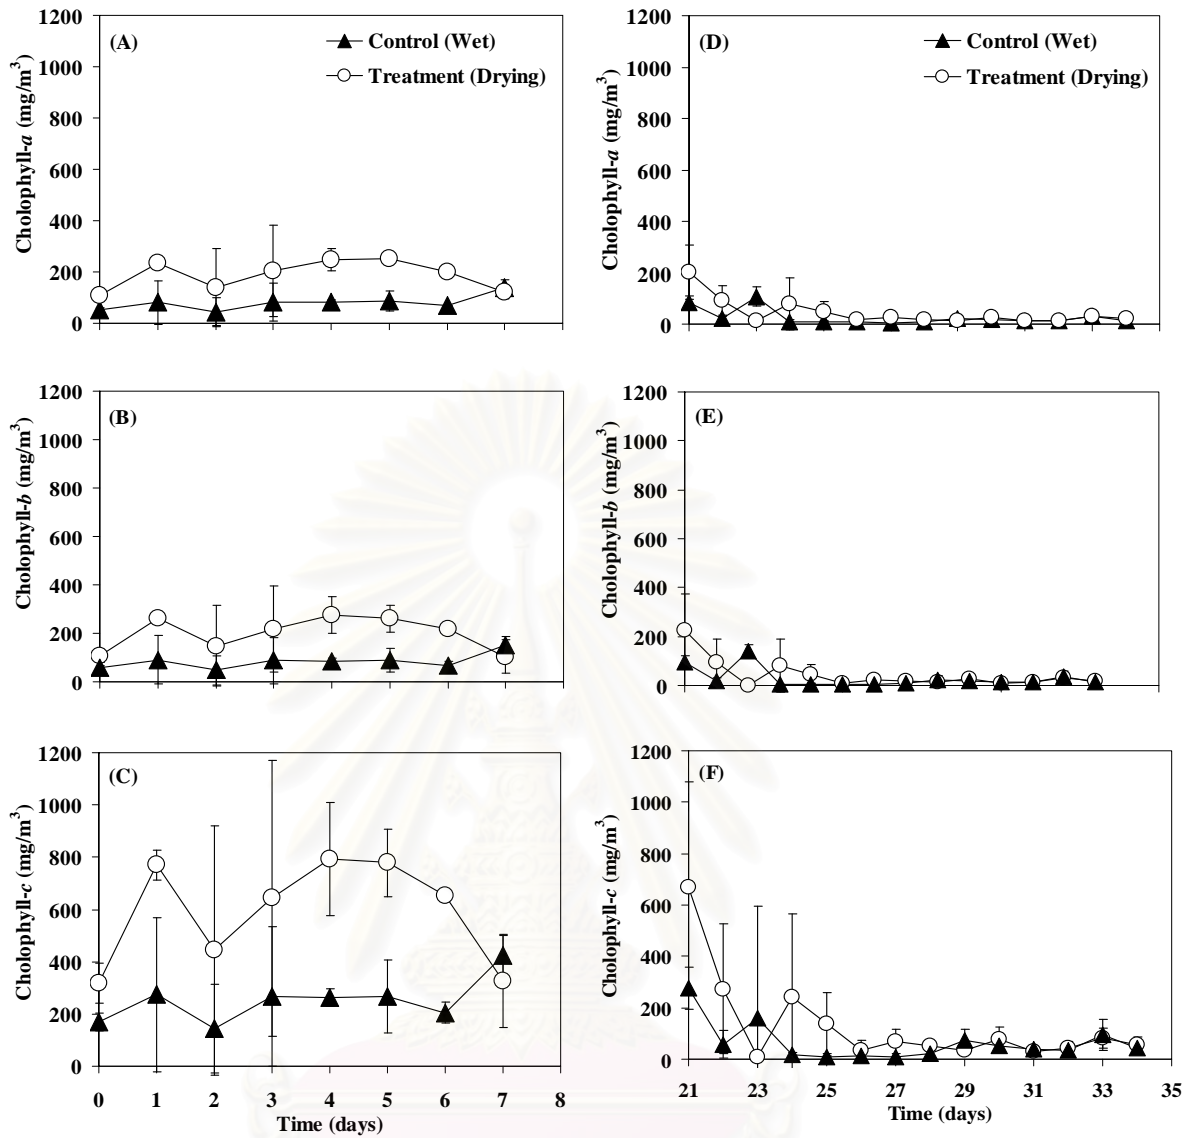 (A)
Control (Wet)
Treatment (Drying)
1200
1000
800
600
400
200
0
Cholophyll-a (mg/m³)
(D)
Control (Wet)
Treatment (Drying)
1200
1000
800
600
400
200
0
Cholophyll-a (mg/m³)
(B)
1200
1000
800
600
400
200
0
Cholophyll-b (mg/m³)
(E)
1200
1000
800
600
400
200
0
Cholophyll-b (mg/m³)
(C)
1200
1000
800
600
400
200
0
Cholophyll-c (mg/m³)
0 1 2 3 4 5 6 7 8
Time (days)
(F)
1200
1000
800
600
400
200
0
Cholophyll-c (mg/m³)
21 23 25 27 29 31 33 35
Time (days)